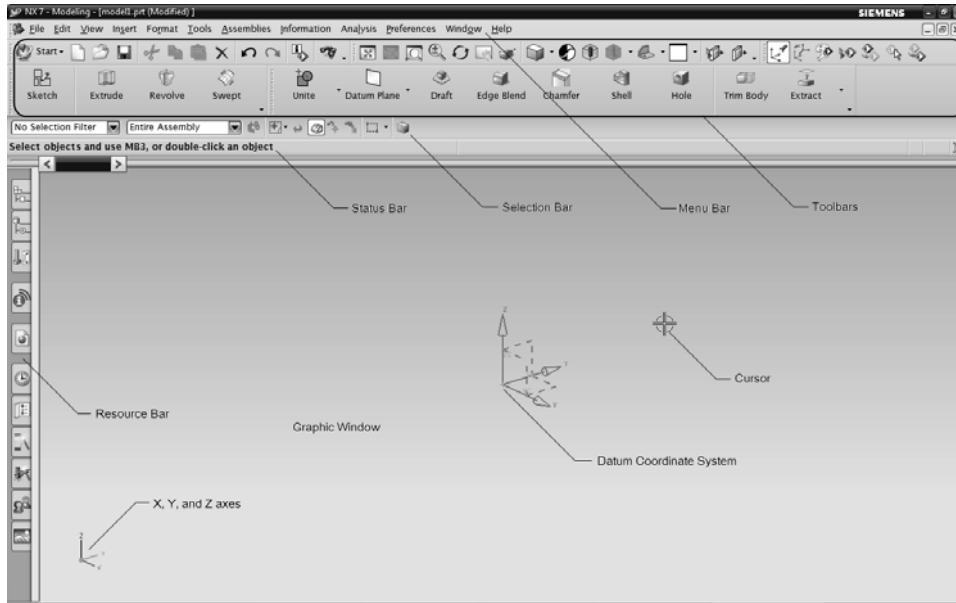 NX 7 - Modeling - [model1.prt (Modified) ]
SIEMENS
File Edit View Insert Format Tools Assemblies Information Analysis Preferences Window Help
Start
Sketch Extrude Revolve Swept Unite Datum Plane Draft Edge Blend Chamfer Shell Hole Trim Body Extract
No Selection Filter Entire Assembly
Select objects and use MB3, or double-click an object
Status Bar Selection Bar Menu Bar Toolbars
Z
Y
Cursor
Resource Bar
Graphic Window
Datum Coordinate System
X, Y, and Z axes
Z